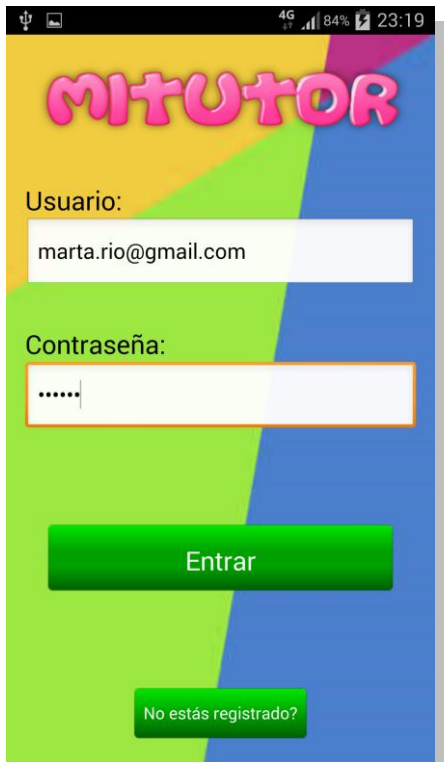 4G 84% 23:19
MITUTOR
Usuario:
marta.rio@gmail.com
Contraseña:
••••••
Entrar
No estás registrado?